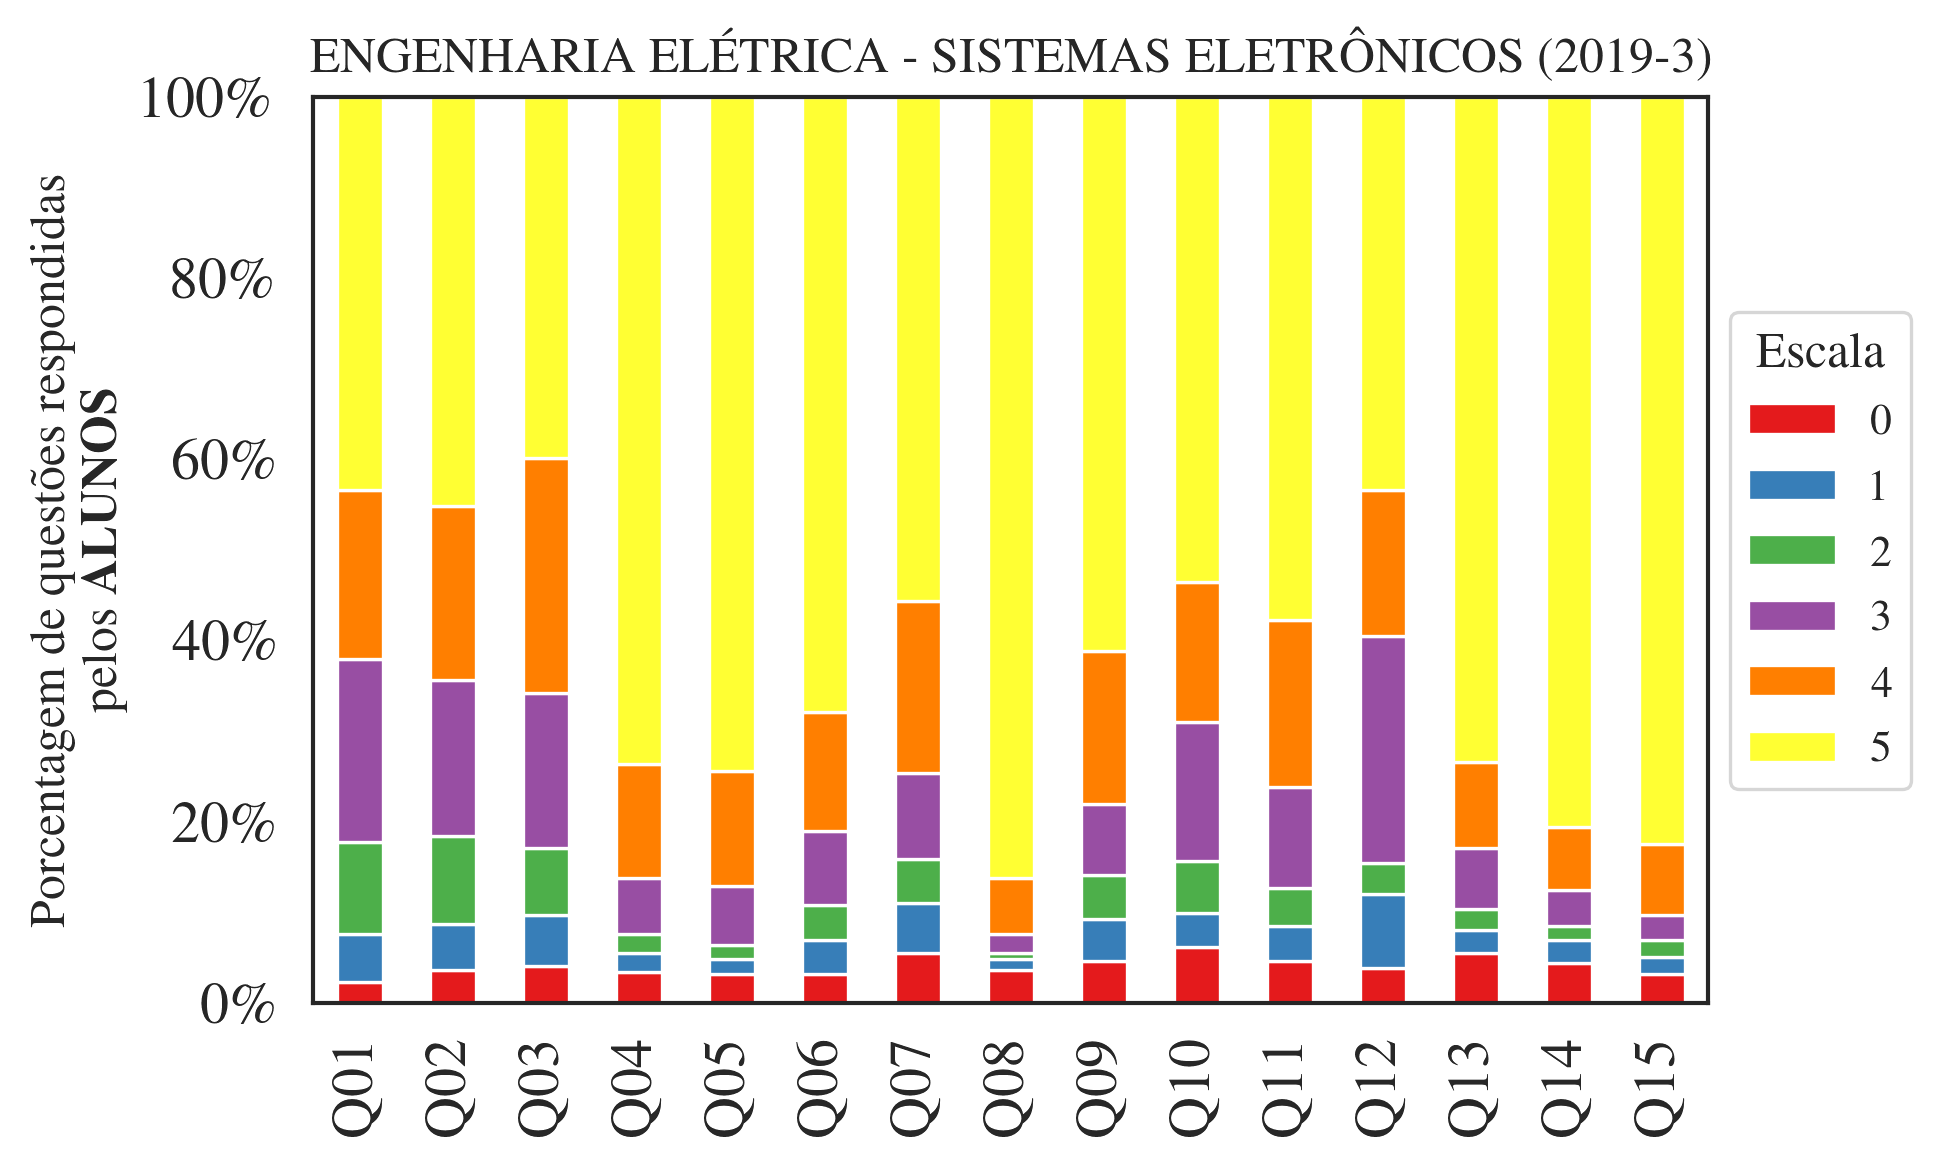 ENGENHARIA ELÉTRICA - SISTEMAS ELETRÔNICOS (2019-3)
Porcentagem de questões respondidas
pelos ALUNOS
100%
80%
60%
40%
20%
0%
Q01
Q02
Q03
Q04
Q05
Q06
Q07
Q08
Q09
Q10
Q11
Q12
Q13
Q14
Q15
Escala
0
1
2
3
4
5